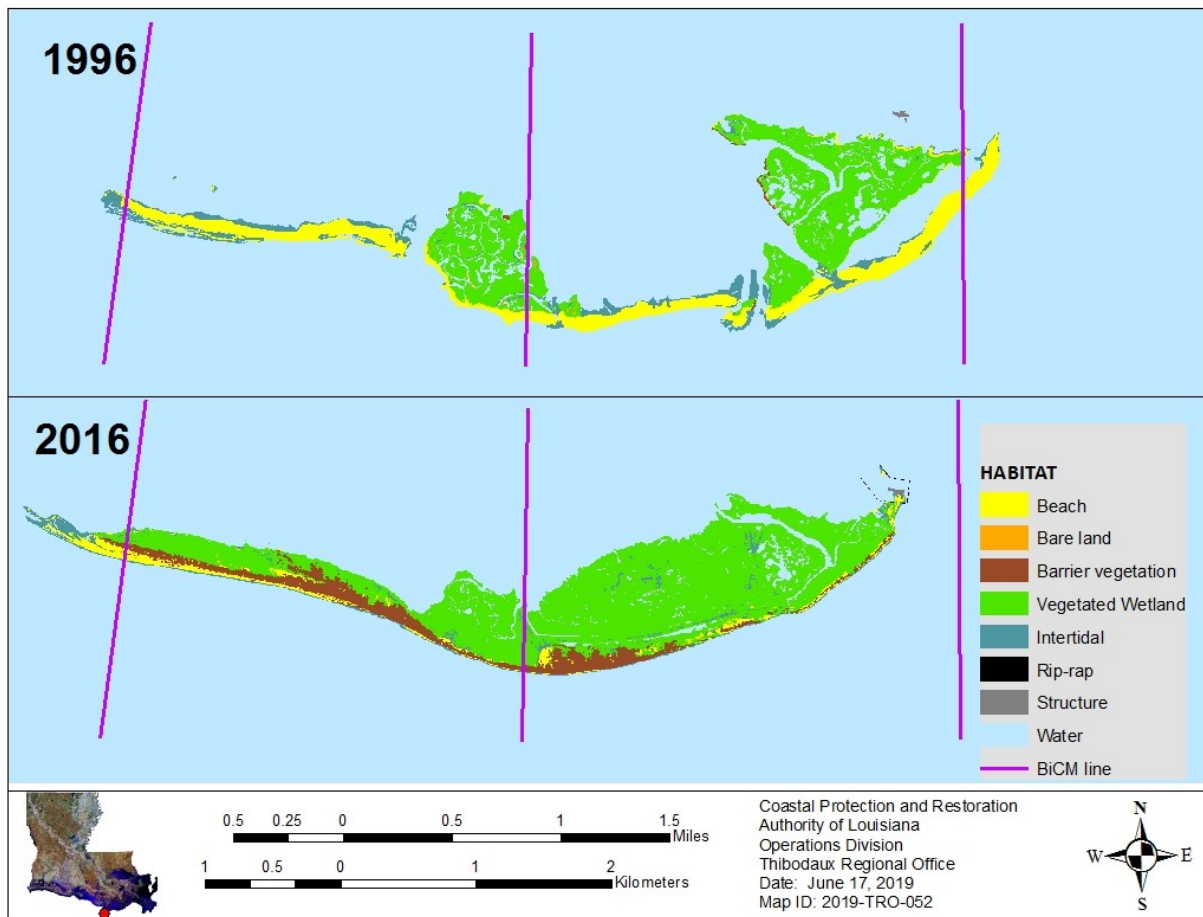 1996
2016
HABITAT
Beach
Bare land
Barrier vegetation
Vegetated Wetland
Intertidal
Rip-rap
Structure
Water
BiCM line
0.5 0.25 0 0.5 1 1.5
Miles
1 0.5 0 1 2
Kilometers
Coastal Protection and Restoration
Authority of Louisiana
Operations Division
Thibodaux Regional Office
Date: June 17, 2019
Map ID: 2019-TRO-052
N
W E
S